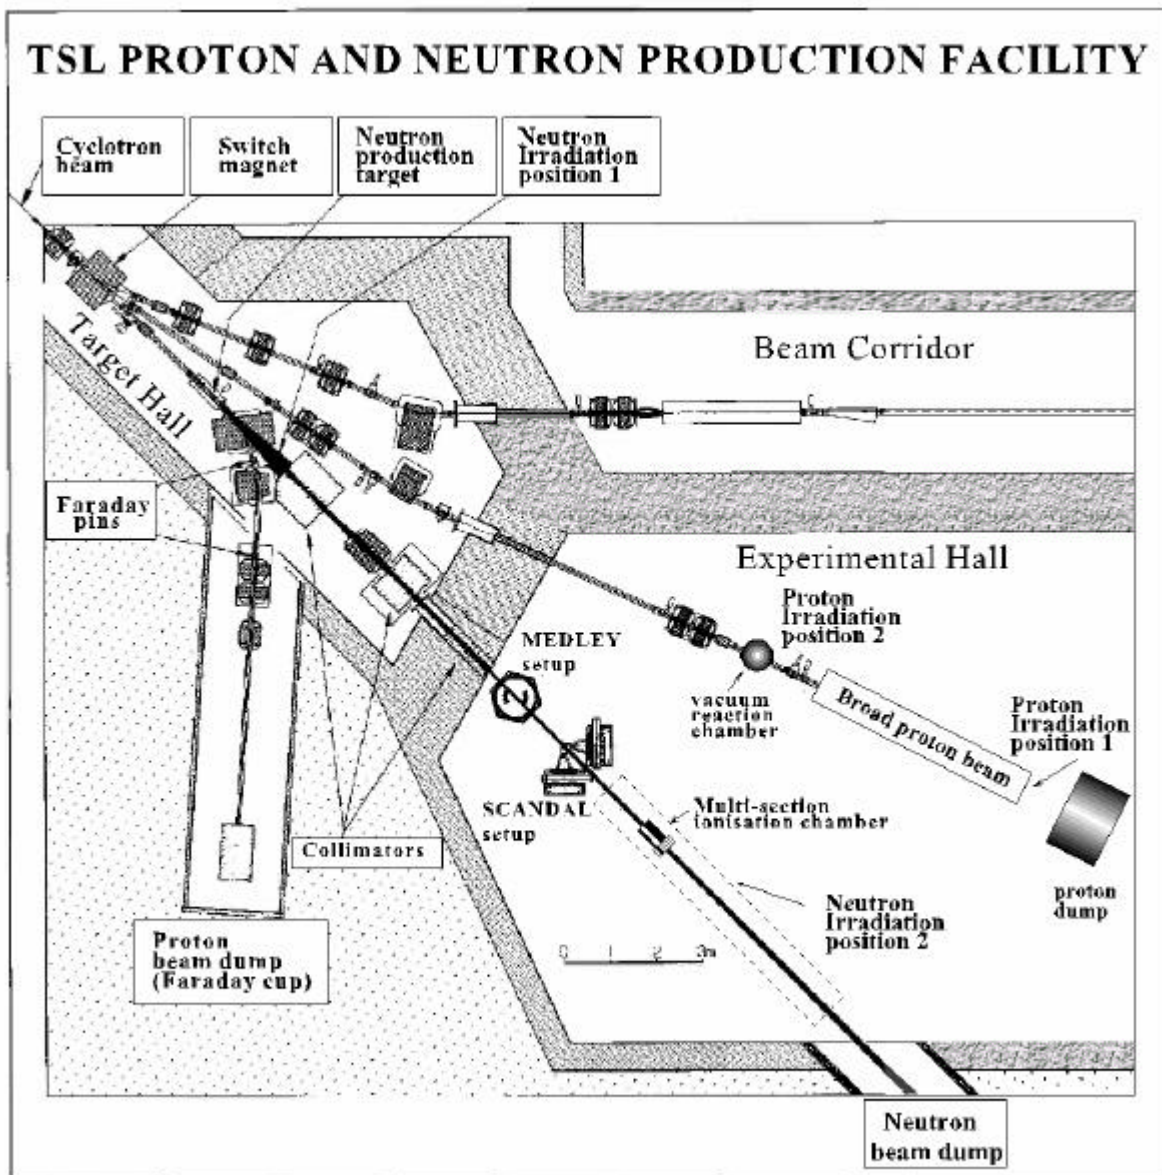 TSL PROTON AND NEUTRON PRODUCTION FACILITY
Cyclotron
beam
Switch
magnet
Neutron
production
target
Neutron
Irradiation
position 1
Beam Corridor
Target Hall
Faraday
pins
Experimental Hall
Proton
Irradiation
position 2
MEDLEY
setup
vacuum
reaction
chamber
Broad proton beam
Proton
Irradiation
position 1
SCANDAL
setup
Multi-section
ionisation chamber
Collimators
proton
dump
Neutron
Irradiation
position 2
Proton
beam dump
(Faraday cup)
0 1 2 3m
Neutron
beam dump